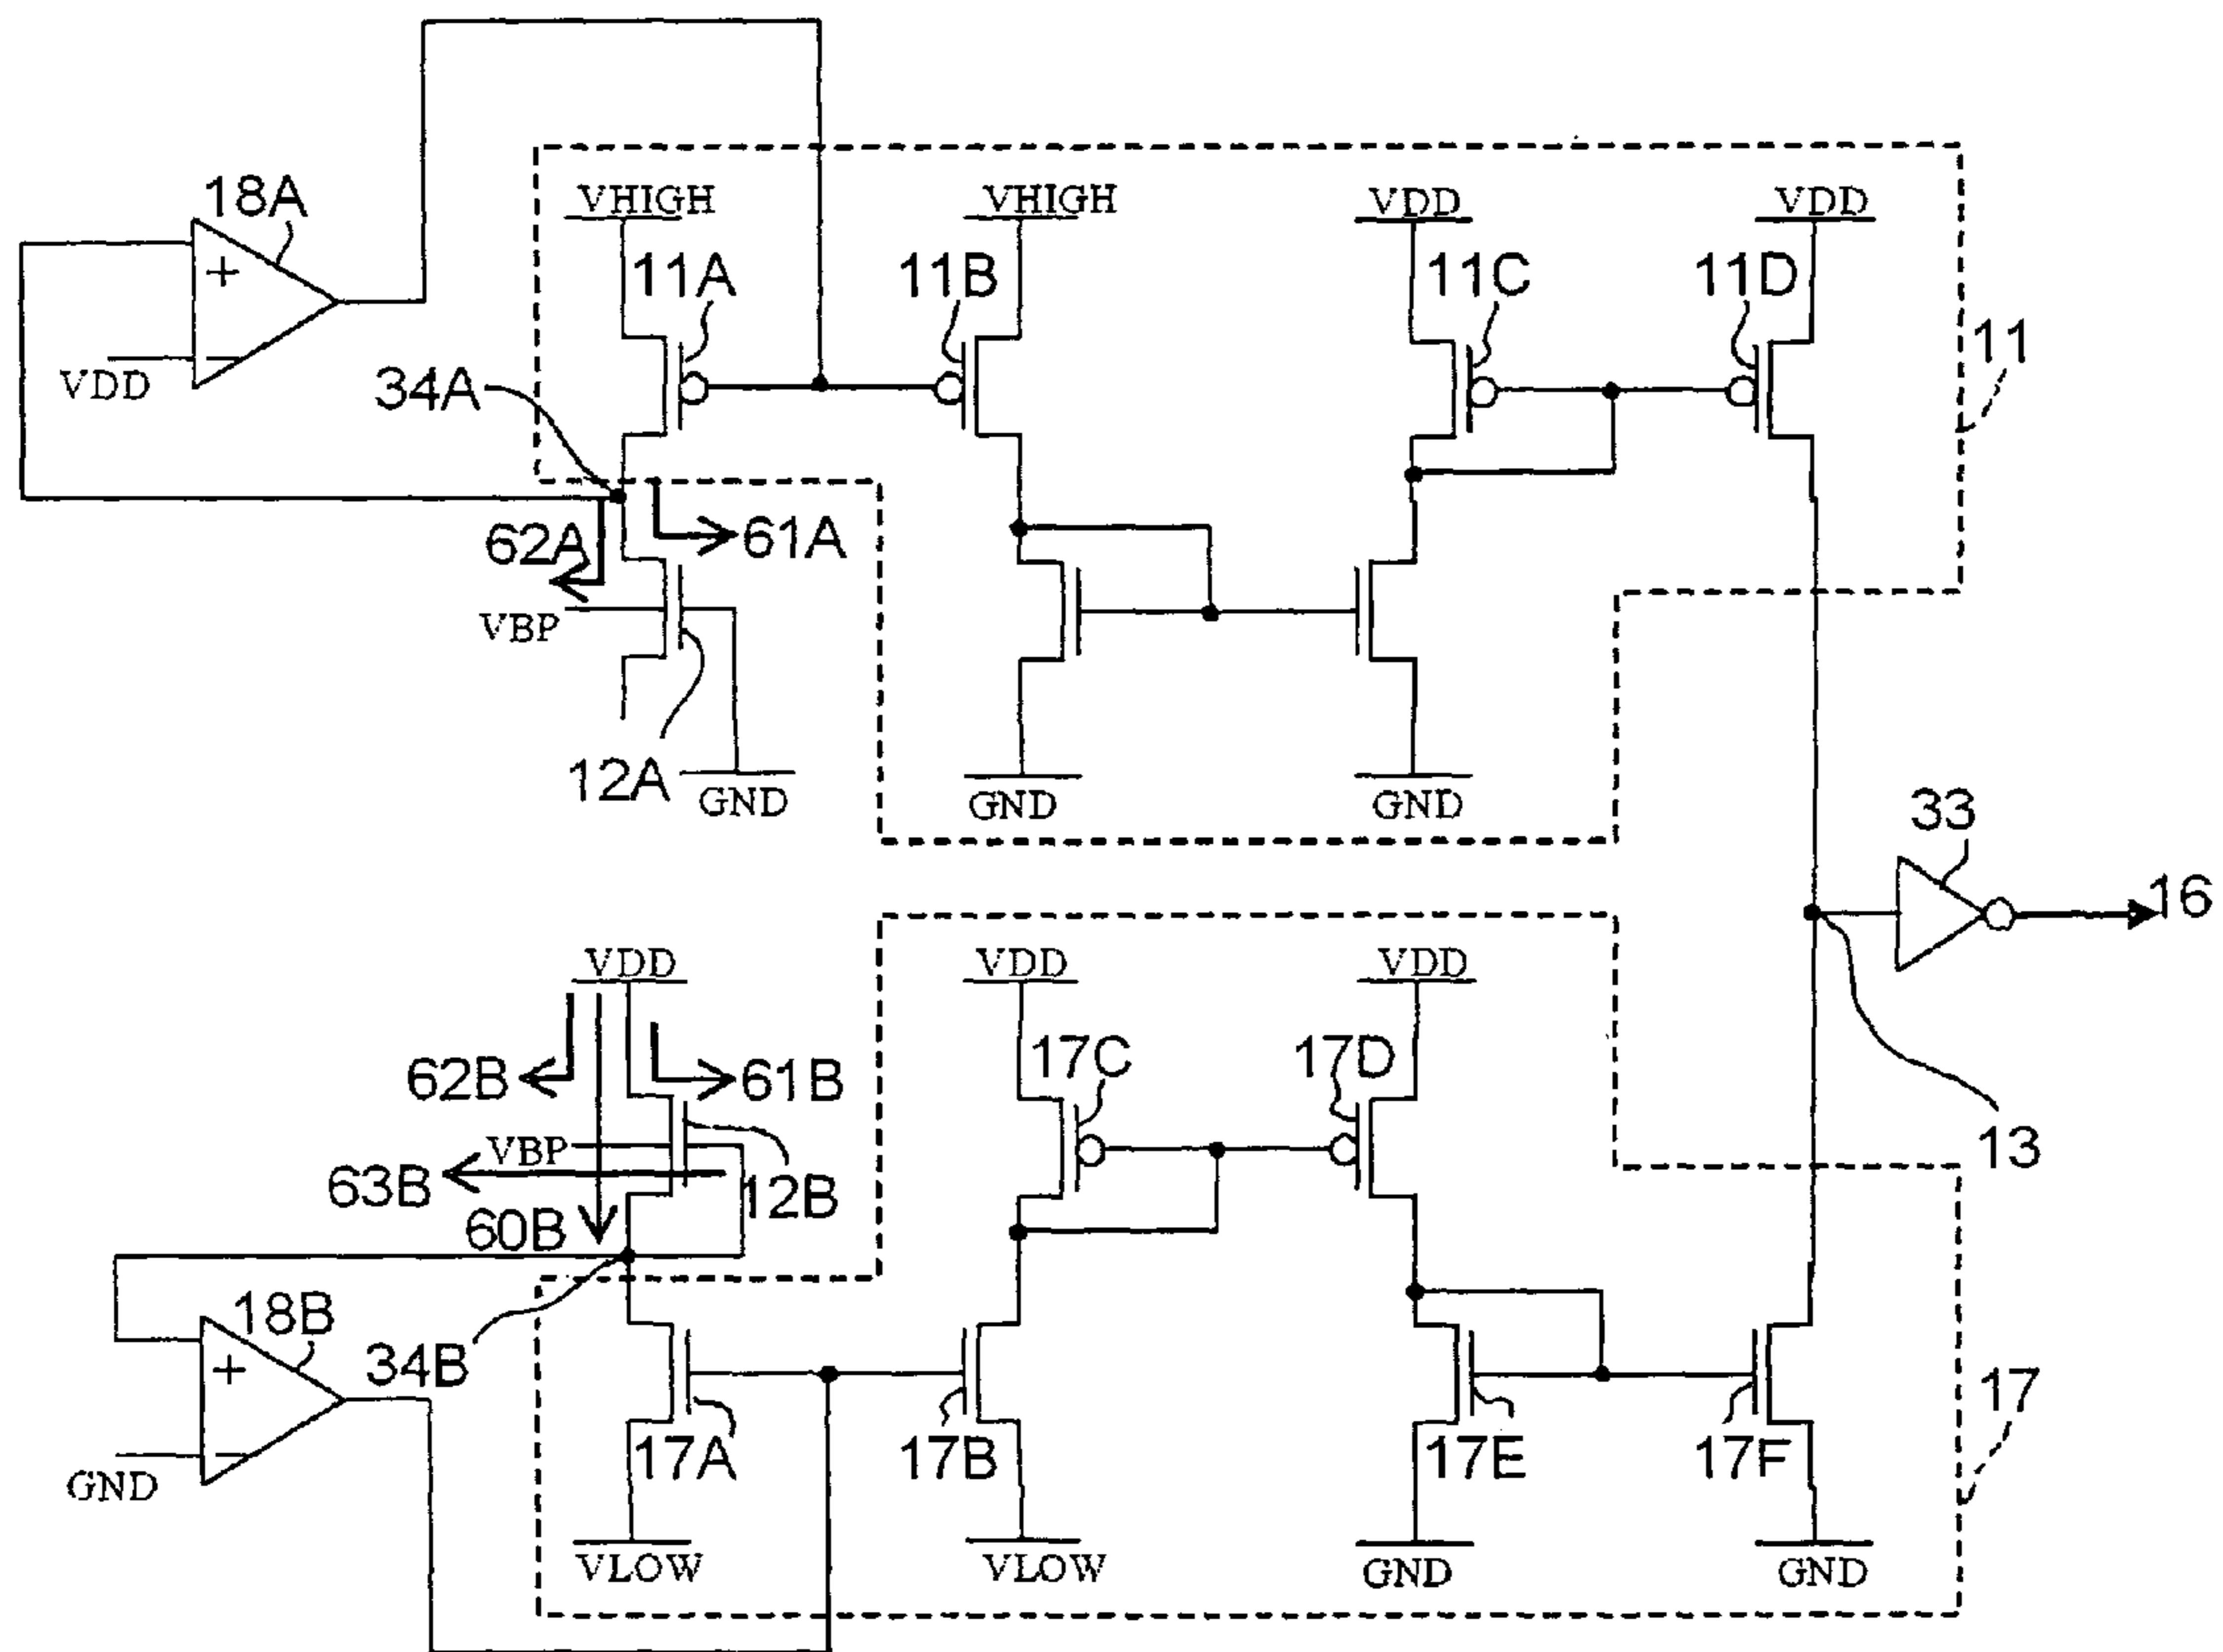 18A
VHIGH
VHIGH
VDD
VDD
+
11A
11B
11C
11D
11
VDD
−
34A
62A
61A
VBP
12A
GND
GND
GND
33
16
VDD
VDD
VDD
17C
17D
62B
61B
VBP
13
63B
12B
60B
18B
+
34B
−
GND
17A
17B
17E
17F
17
VLOW
VLOW
GND
GND